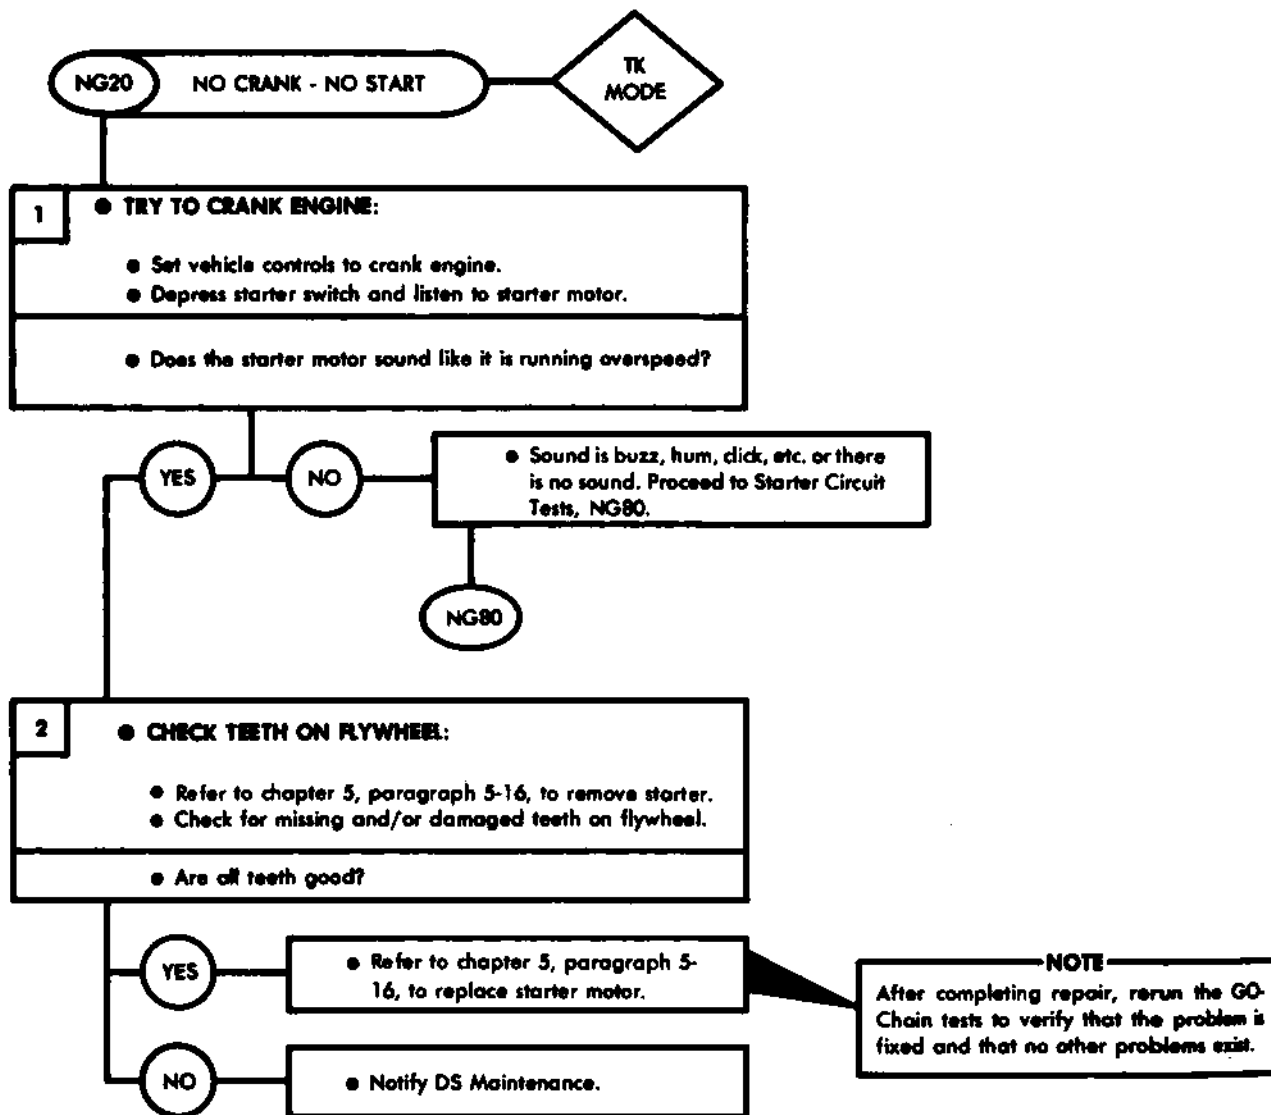 NG20 NO CRANK - NO START
TK
MODE
1
● TRY TO CRANK ENGINE:
● Set vehicle controls to crank engine.
● Depress starter switch and listen to starter motor.
● Does the starter motor sound like it is running overspeed?
YES
NO
● Sound is buzz, hum, click, etc. or there
is no sound. Proceed to Starter Circuit
Tests, NG80.
NG80
2
● CHECK TEETH ON FLYWHEEL:
● Refer to chapter 5, paragraph 5-16, to remove starter.
● Check for missing and/or damaged teeth on flywheel.
● Are all teeth good?
YES
● Refer to chapter 5, paragraph 5-
16, to replace starter motor.
NOTE
After completing repair, rerun the GO-
Chain tests to verify that the problem is
fixed and that no other problems exist.
NO
● Notify DS Maintenance.